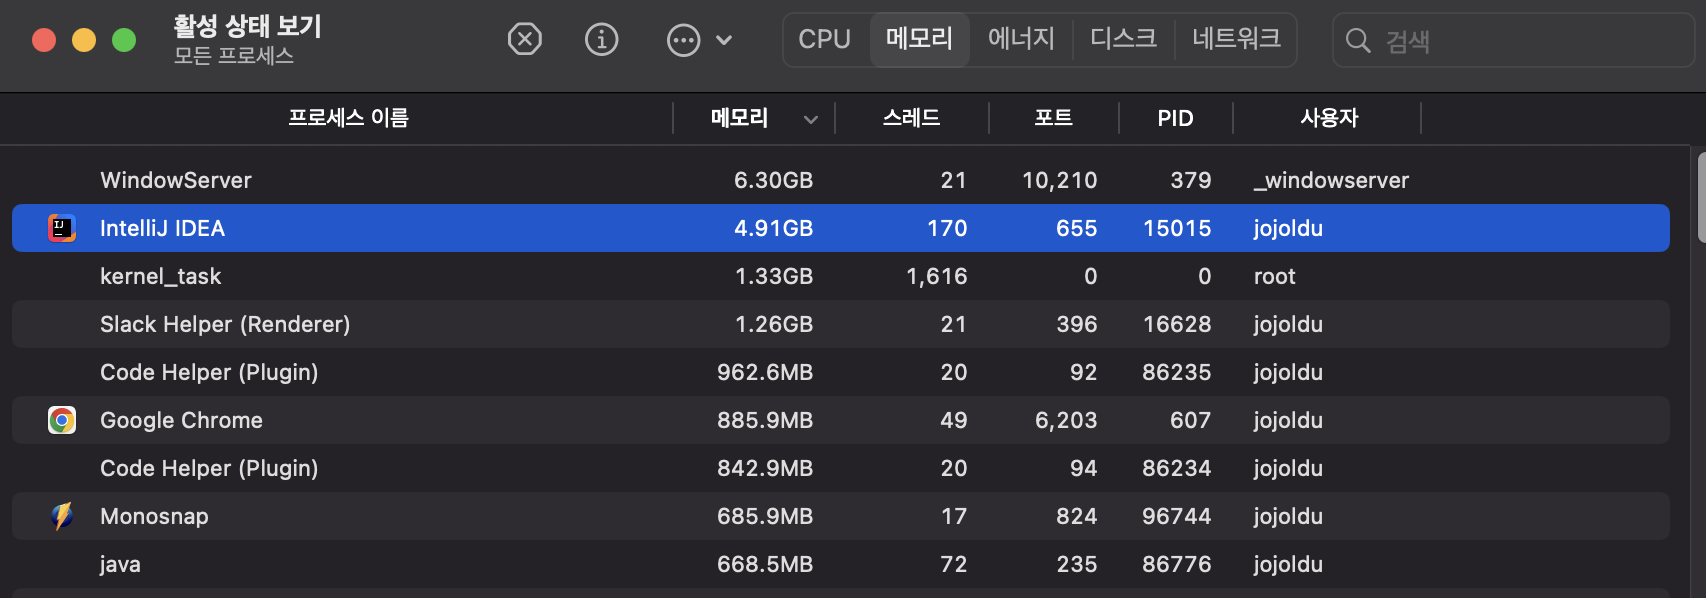 활성 상태 보기
모든 프로세스
CPU 메모리 에너지 디스크 네트워크 검색
프로세스 이름 메모리 스레드 포트 PID 사용자
WindowServer 6.30GB 21 10,210 379 _windowserver
IntelliJ IDEA 4.91GB 170 655 15015 jojoldu
kernel_task 1.33GB 1,616 0 0 root
Slack Helper (Renderer) 1.26GB 21 396 16628 jojoldu
Code Helper (Plugin) 962.6MB 20 92 86235 jojoldu
Google Chrome 885.9MB 49 6,203 607 jojoldu
Code Helper (Plugin) 842.9MB 20 94 86234 jojoldu
Monosnap 685.9MB 17 824 96744 jojoldu
java 668.5MB 72 235 86776 jojoldu